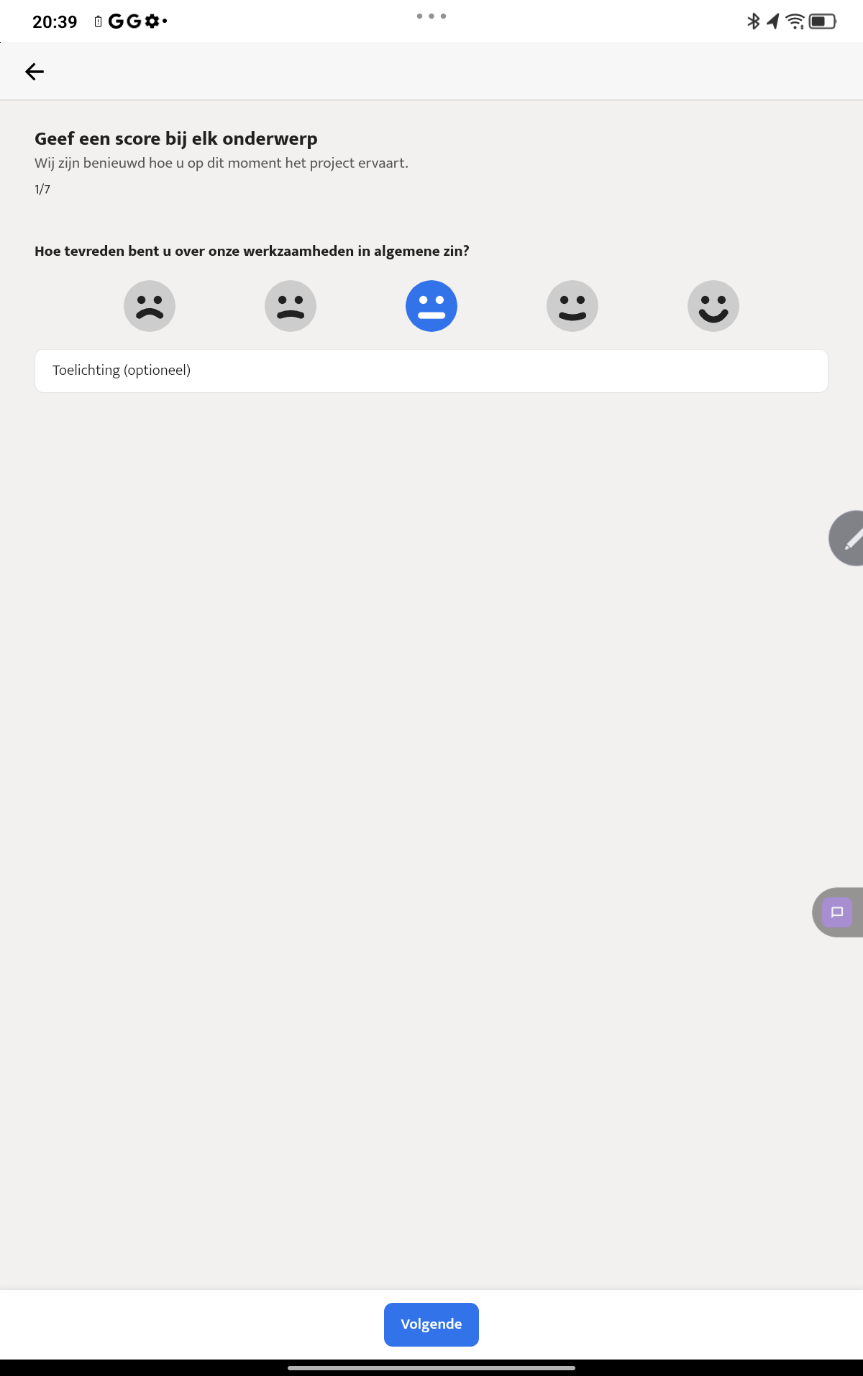 20:39
Geef een score bij elk onderwerp
Wij zijn benieuwd hoe u op dit moment het project ervaart.
1/7
Hoe tevreden bent u over onze werkzaamheden in algemene zin?
Toelichting (optioneel)
Volgende